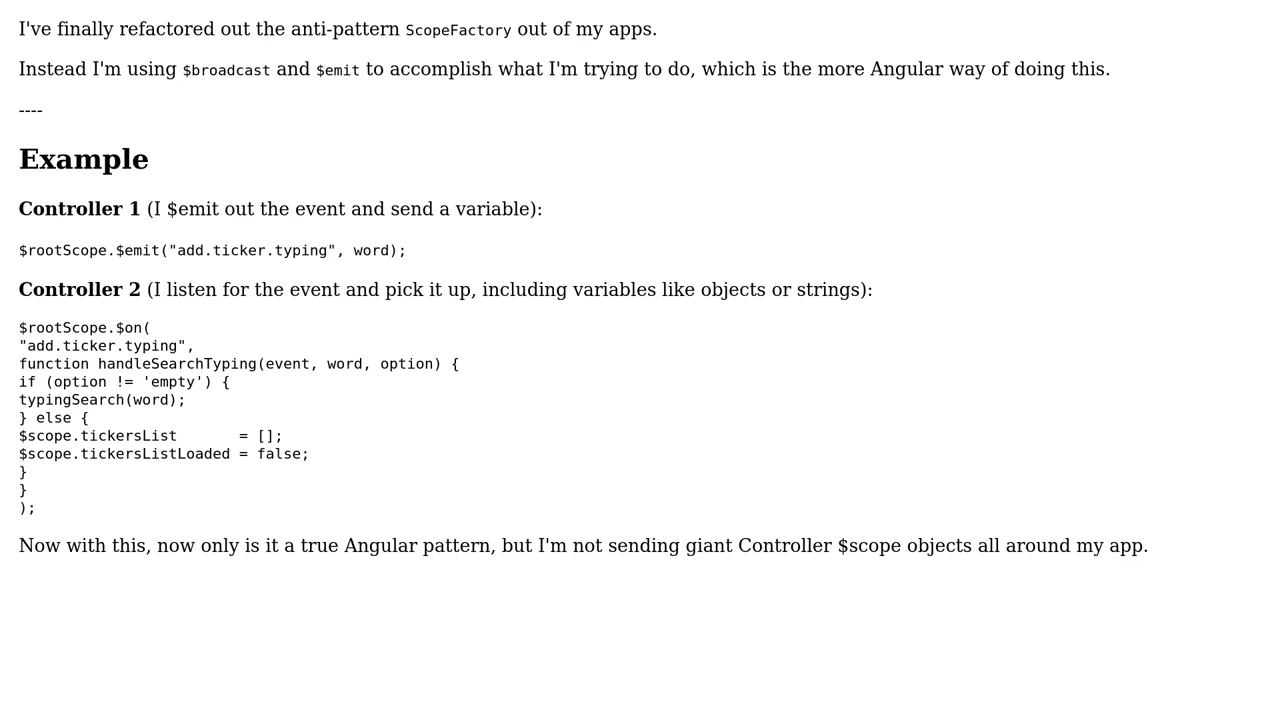 I've finally refactored out the anti-pattern ScopeFactory out of my apps.
Instead I'm using $broadcast and $emit to accomplish what I'm trying to do, which is the more Angular way of doing this.
----
Example
Controller 1 (I $emit out the event and send a variable):
$rootScope.$emit("add.ticker.typing", word);
Controller 2 (I listen for the event and pick it up, including variables like objects or strings):
$rootScope.$on(
"add.ticker.typing",
function handleSearchTyping(event, word, option) {
if (option != 'empty') {
typingSearch(word);
} else {
$scope.tickersList       = [];
$scope.tickersListLoaded = false;
}
}
);
Now with this, now only is it a true Angular pattern, but I'm not sending giant Controller $scope objects all around my app.